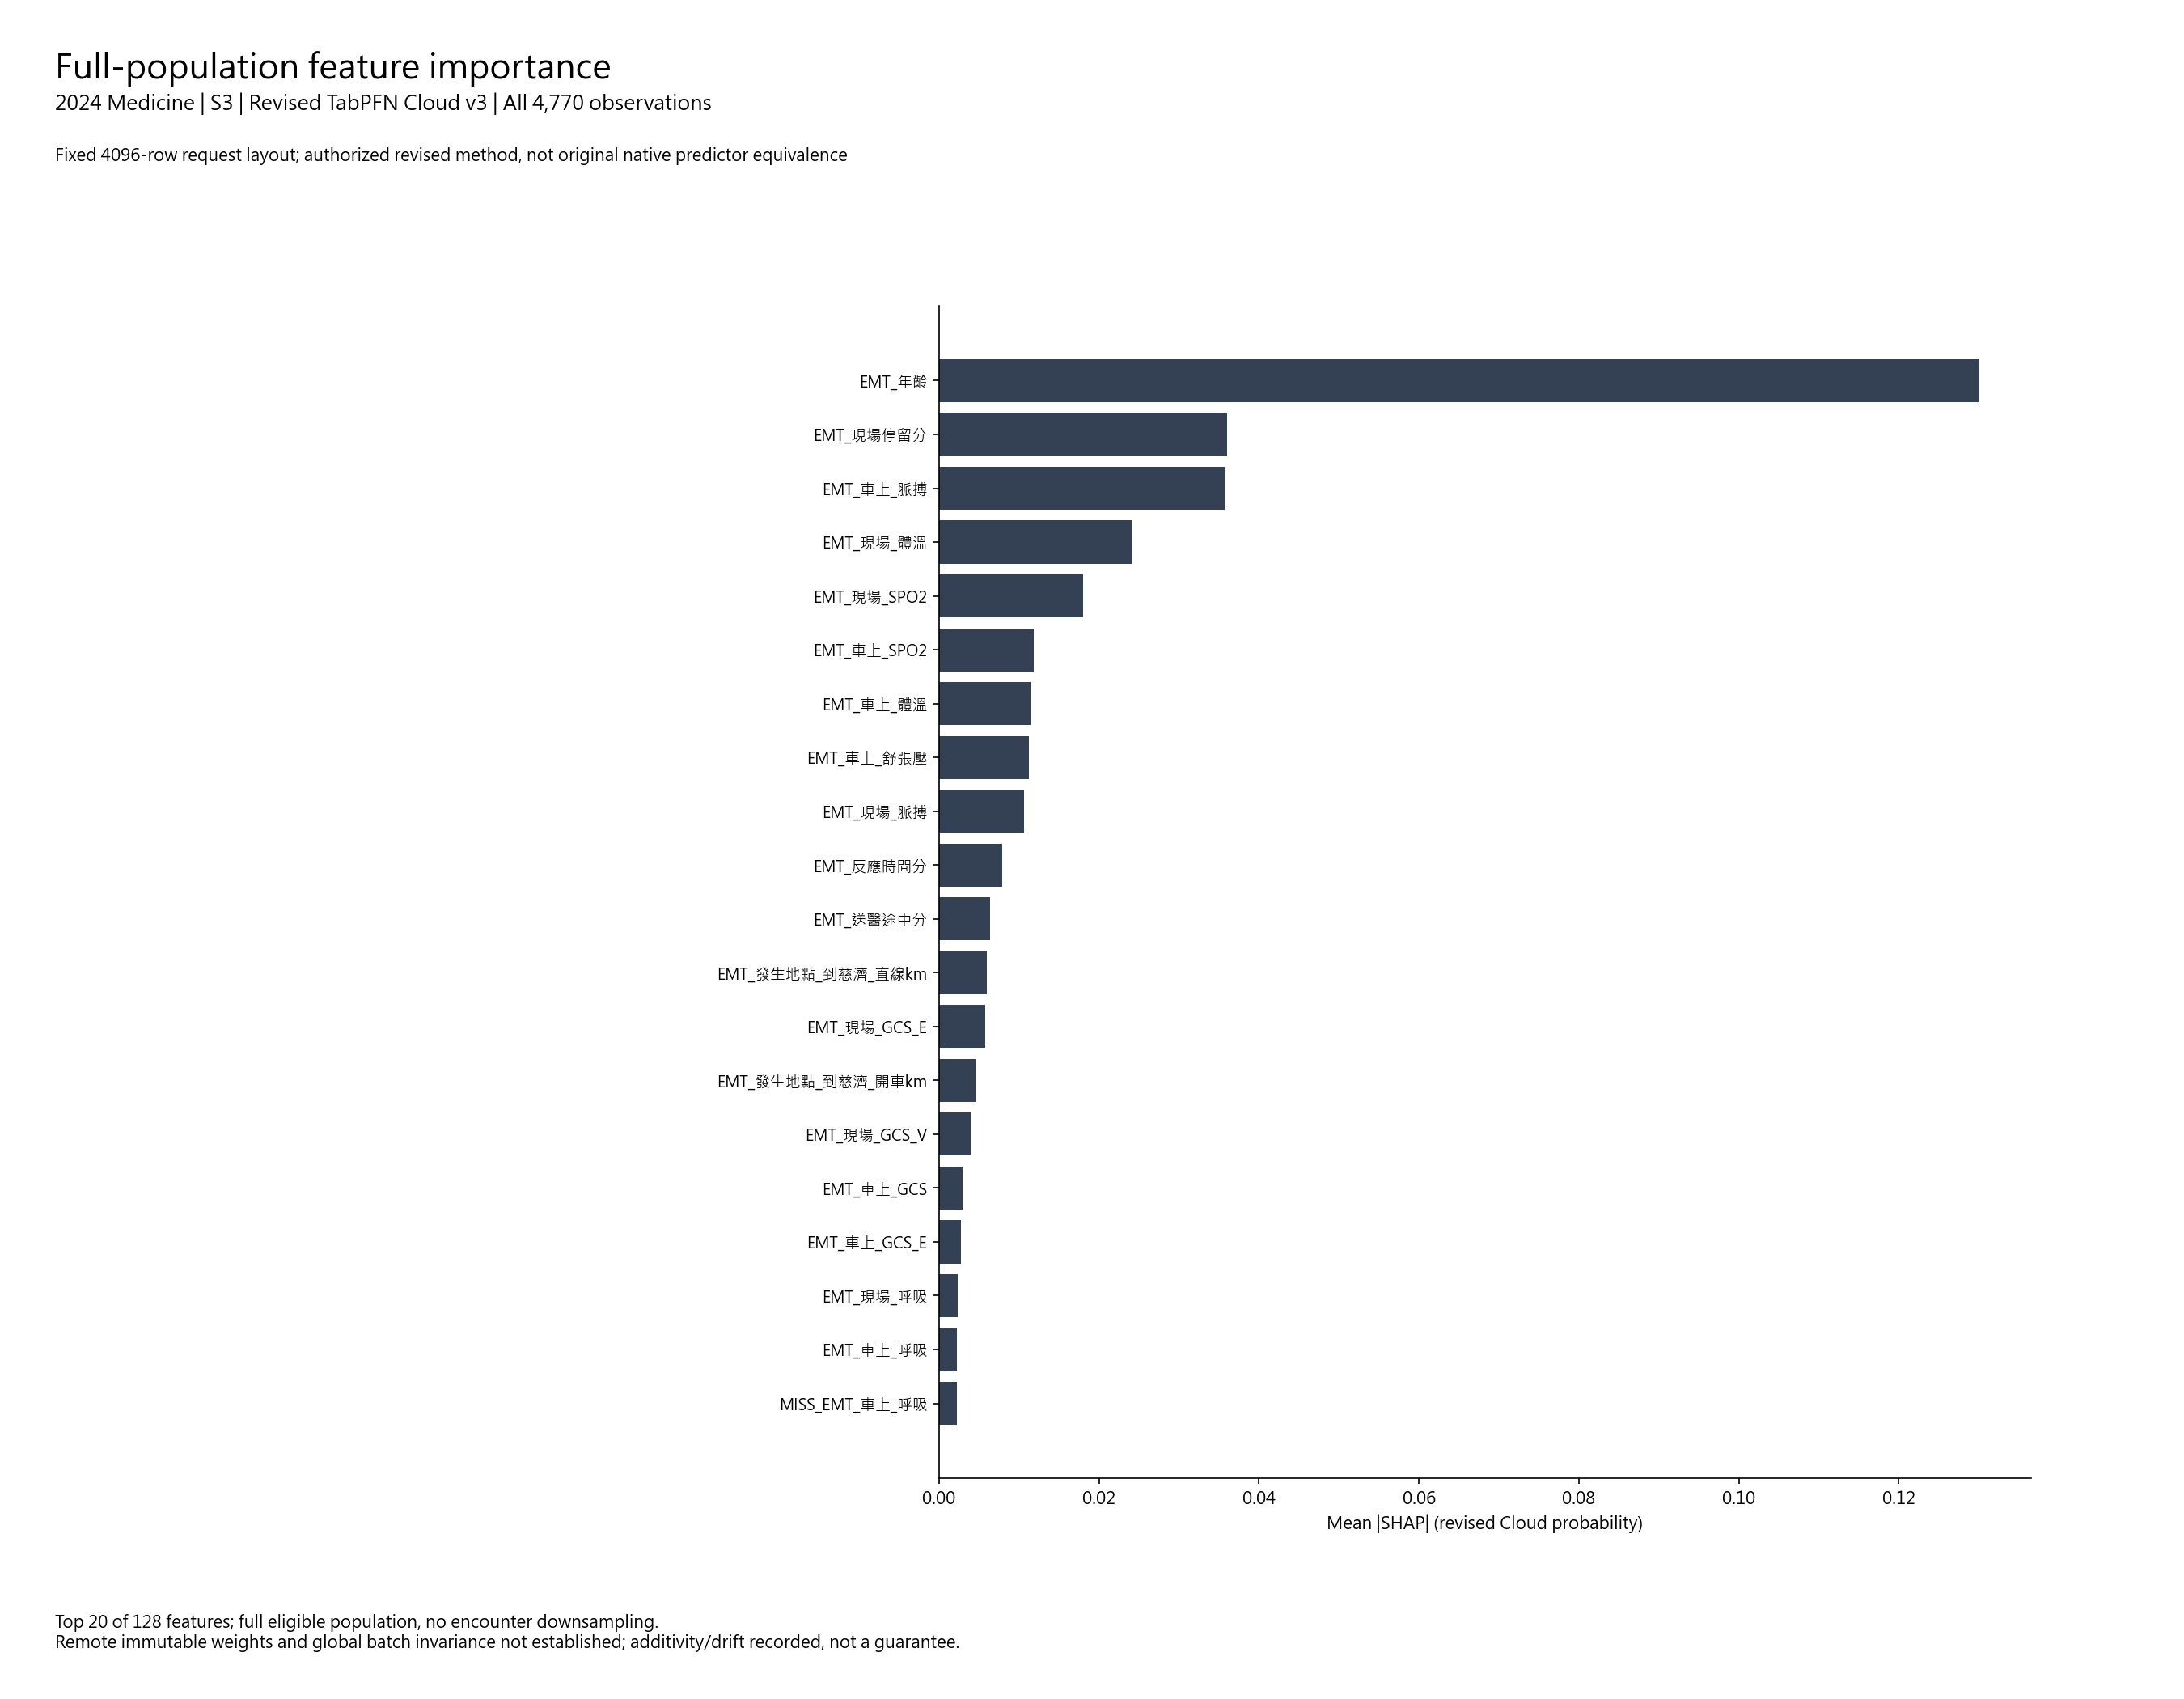 Full-population feature importance
2024 Medicine | S3 | Revised TabPFN Cloud v3 | All 4,770 observations
Fixed 4096-row request layout; authorized revised method, not original native predictor equivalence
EMT_年齡
EMT_現場停留分
EMT_車上_脈搏
EMT_現場_體溫
EMT_現場_SPO2
EMT_車上_SPO2
EMT_車上_體溫
EMT_車上_舒張壓
EMT_現場_脈搏
EMT_反應時間分
EMT_送醫途中分
EMT_發生地點_到慈濟_直線km
EMT_現場_GCS_E
EMT_發生地點_到慈濟_開車km
EMT_現場_GCS_V
EMT_車上_GCS
EMT_車上_GCS_E
EMT_現場_呼吸
EMT_車上_呼吸
MISS_EMT_車上_呼吸
0.00 0.02 0.04 0.06 0.08 0.10 0.12
Mean |SHAP| (revised Cloud probability)
Top 20 of 128 features; full eligible population, no encounter downsampling.
Remote immutable weights and global batch invariance not established; additivity/drift recorded, not a guarantee.